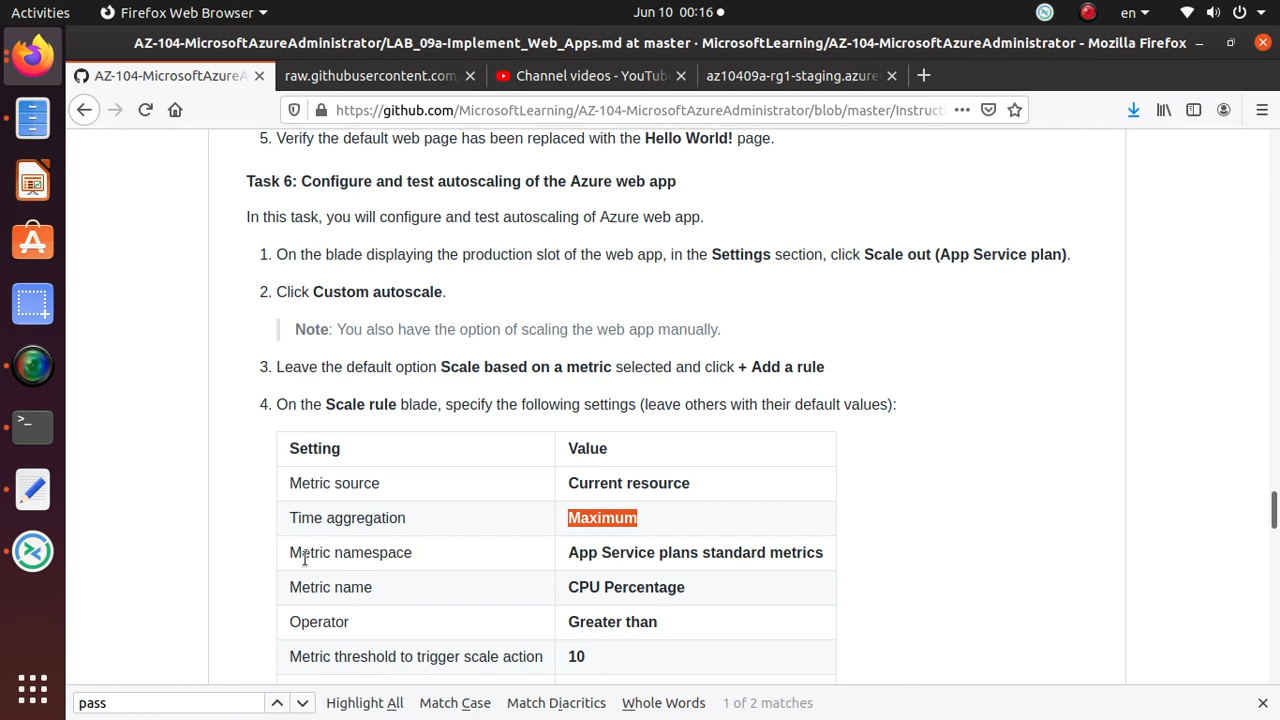 Activities Firefox Web Browser Jun 10 00:16 en
AZ-104-MicrosoftAzureAdministrator/LAB_09a-Implement_Web_Apps.md at master · MicrosoftLearning/AZ-104-MicrosoftAzureAdministrator - Mozilla Firefox
AZ-104-MicrosoftAzureA raw.githubusercontent.com/ Channel videos - YouTube az10409a-rg1-staging.azure
https://github.com/MicrosoftLearning/AZ-104-MicrosoftAzureAdministrator/blob/master/Instructi
5. Verify the default web page has been replaced with the Hello World! page.
Task 6: Configure and test autoscaling of the Azure web app
In this task, you will configure and test autoscaling of Azure web app.
1. On the blade displaying the production slot of the web app, in the Settings section, click Scale out (App Service plan).
2. Click Custom autoscale.
Note: You also have the option of scaling the web app manually.
3. Leave the default option Scale based on a metric selected and click + Add a rule
4. On the Scale rule blade, specify the following settings (leave others with their default values):
Setting Value
Metric source Current resource
Time aggregation Maximum
Metric namespace App Service plans standard metrics
Metric name CPU Percentage
Operator Greater than
Metric threshold to trigger scale action 10
pass Highlight All Match Case Match Diacritics Whole Words 1 of 2 matches